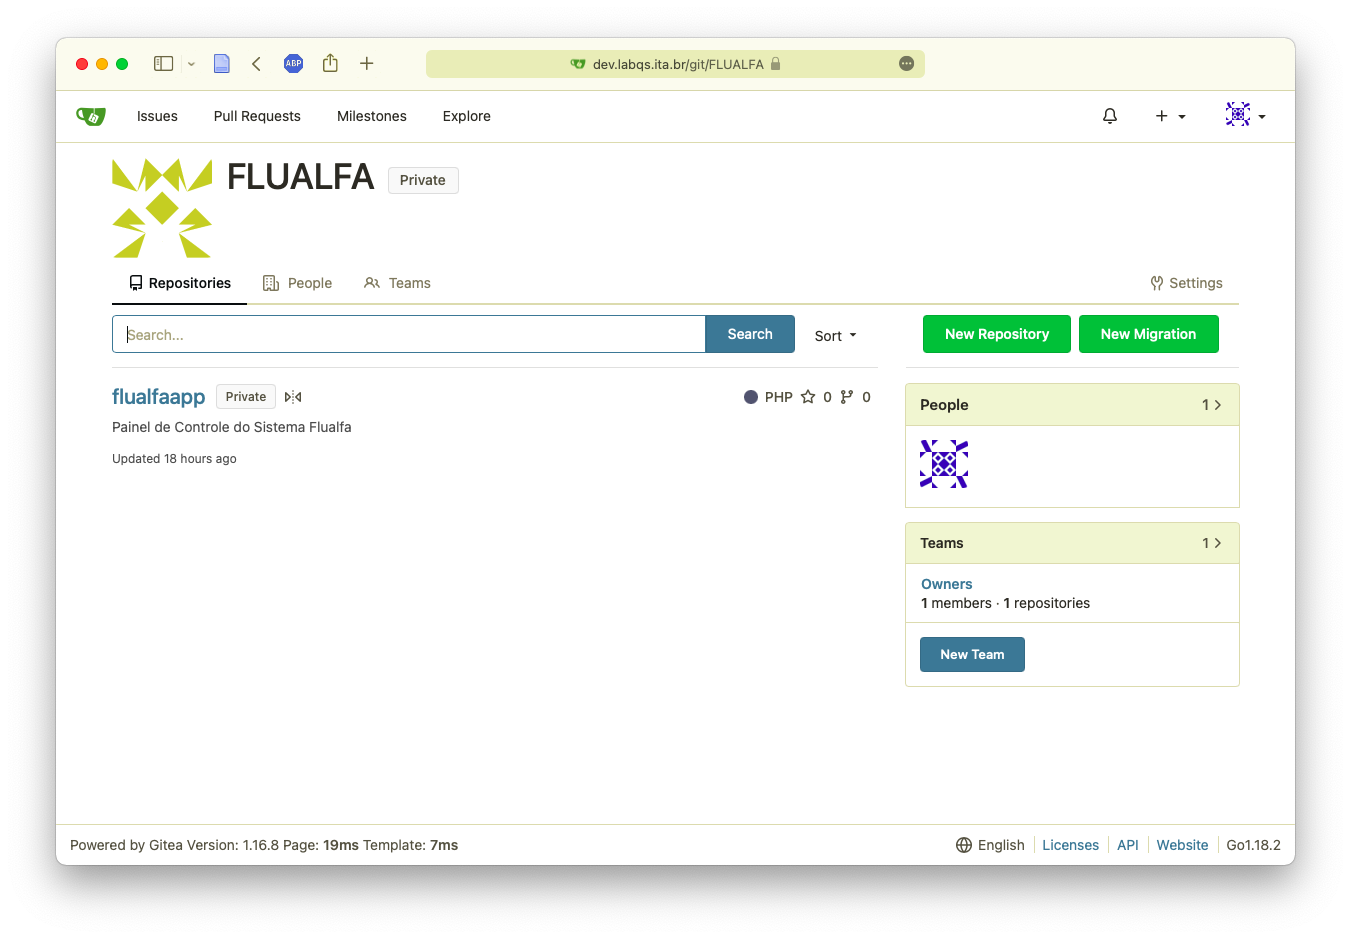 ABP
dev.labqs.ita.br/git/FLUALFA
Issues Pull Requests Milestones Explore
FLUALFA Private
Repositories People Teams Settings
Search... Search Sort New Repository New Migration
flualfaapp Private PHP 0 0
Painel de Controle do Sistema Flualfa
Updated 18 hours ago
People 1
Teams 1
Owners
1 members · 1 repositories
New Team
Powered by Gitea Version: 1.16.8 Page: 19ms Template: 7ms English Licenses API Website Go1.18.2